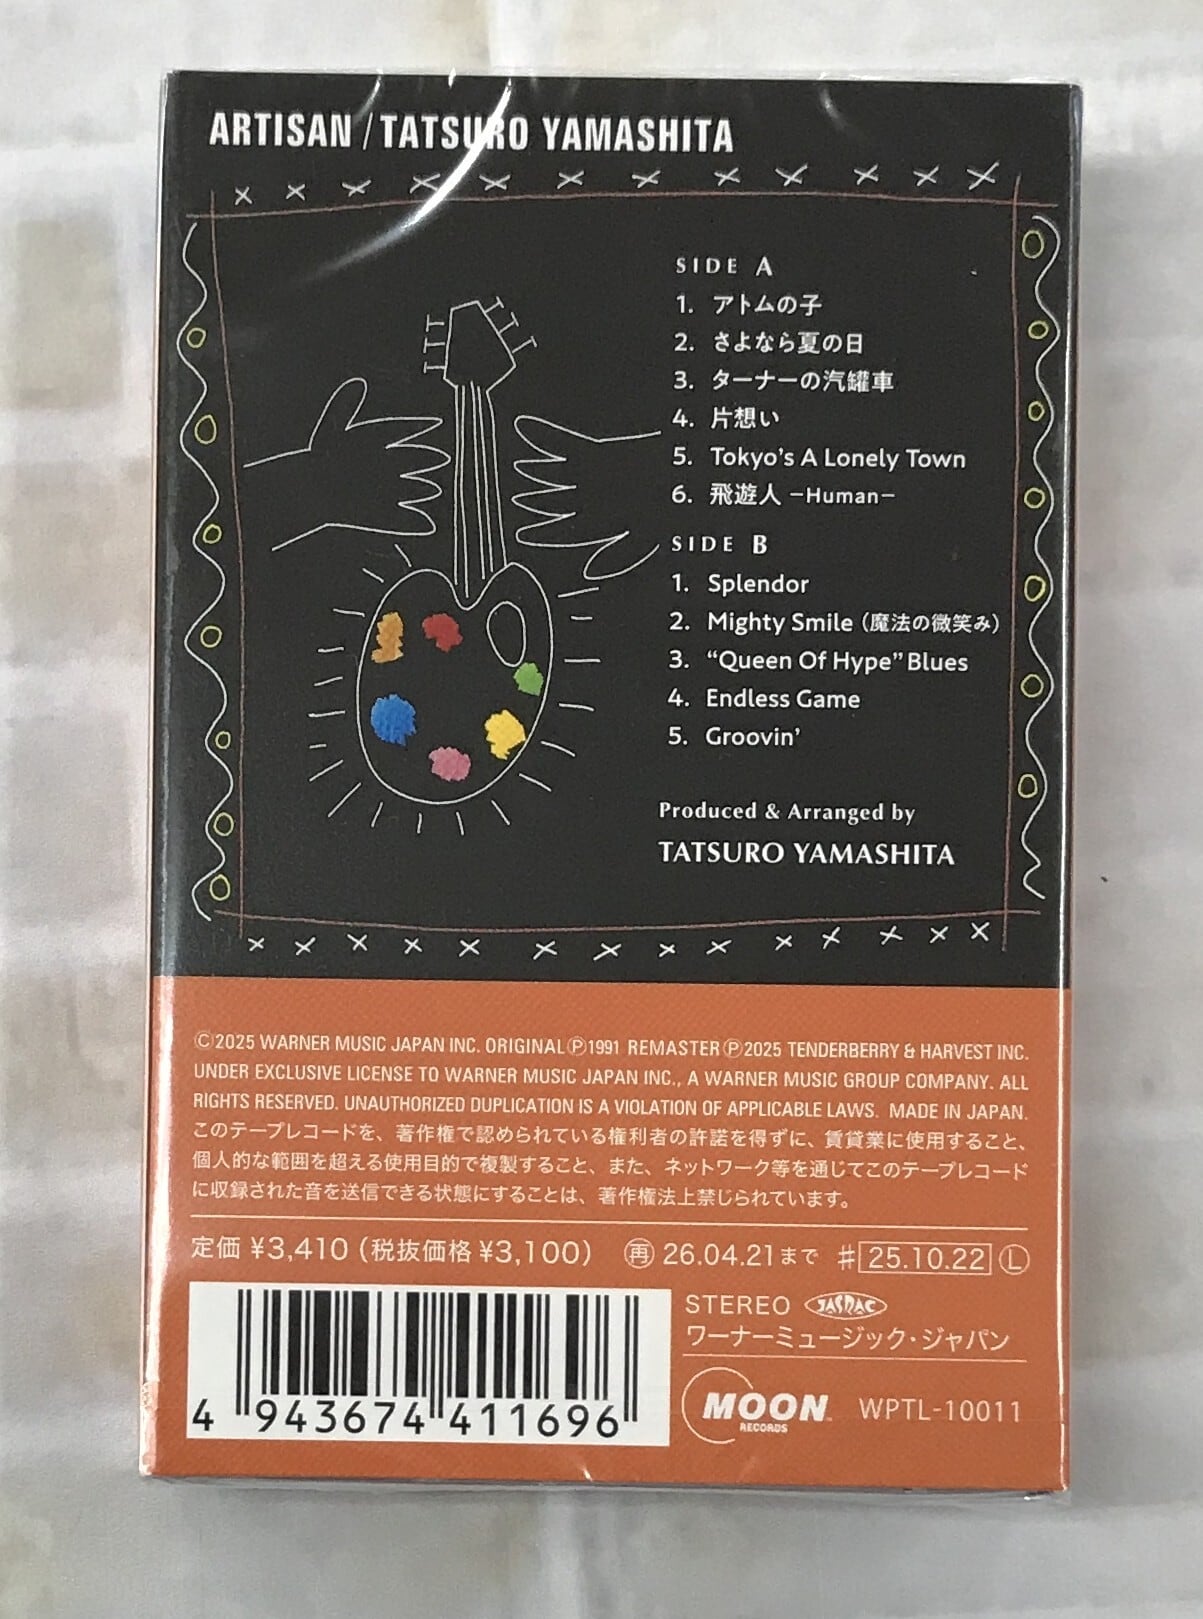 ARTISAN / TATSURO YAMASHITA
SIDE A
1. アトムの子
2. さよなら夏の日
3. ターナーの汽罐車
4. 片想い
5. Tokyo's A Lonely Town
6. 飛遊人 −Human−
SIDE B
1. Splendor
2. Mighty Smile（魔法の微笑み）
3. “Queen Of Hype” Blues
4. Endless Game
5. Groovin’
Produced & Arranged by
TATSURO YAMASHITA
Ⓒ2025 WARNER MUSIC JAPAN INC. ORIGINAL Ⓟ1991 REMASTER Ⓟ2025 TENDERBERRY & HARVEST INC.
UNDER EXCLUSIVE LICENSE TO WARNER MUSIC JAPAN INC., A WARNER MUSIC GROUP COMPANY. ALL
RIGHTS RESERVED. UNAUTHORIZED DUPLICATION IS A VIOLATION OF APPLICABLE LAWS. MADE IN JAPAN.
このテープレコードを、著作権で認められている権利者の許諾を得ずに、賃貸業に使用すること、
個人的な範囲を超える使用目的で複製すること、また、ネットワーク等を通じてこのテープレコード
に収録された音を送信できる状態にすることは、著作権法上禁じられています。
定価 ¥3,410（税抜価格 ¥3,100） ㊢26.04.21まで ♯25.10.22 Ⓛ
STEREO JASRAC
ワーナーミュージック・ジャパン
MOON RECORDS WPTL-10011
4 943674 411696